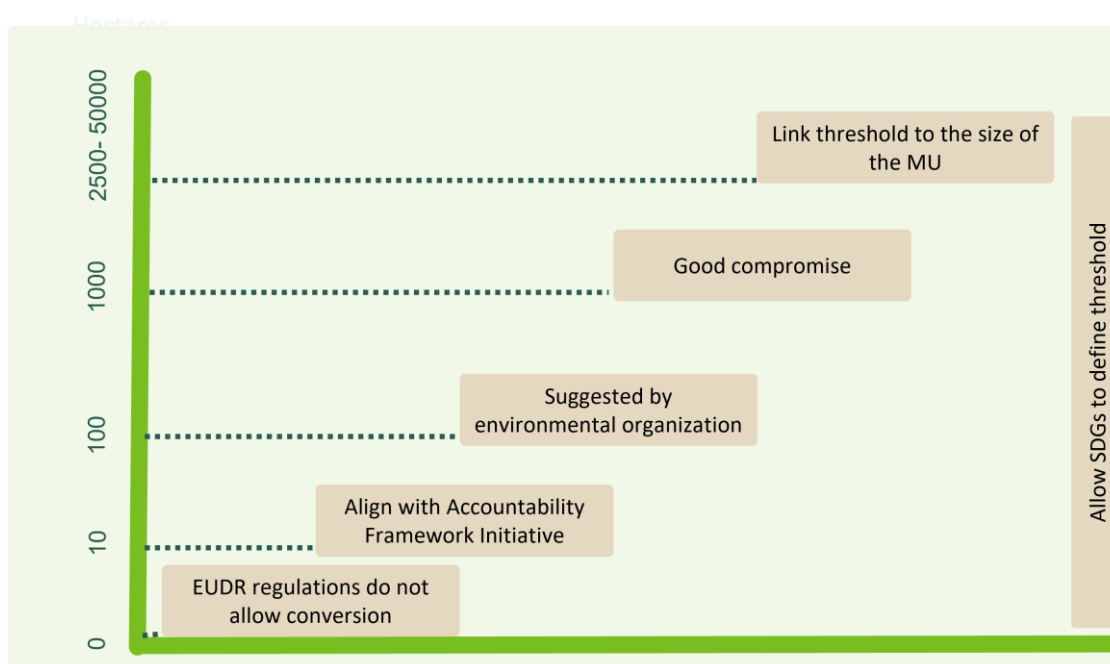 Hectares
2500- 50000
Link threshold to the size of
the MU
1000
Good compromise
100
Suggested by
environmental organization
10
Align with Accountability
Framework Initiative
EUDR regulations do not
allow conversion
0
Allow SDGs to define threshold